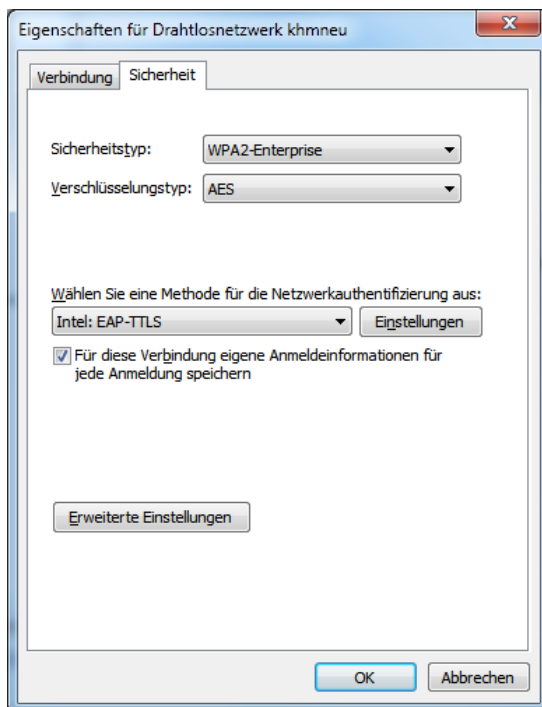 Eigenschaften für Drahtlosnetzwerk khmneu
Verbindung Sicherheit
Sicherheitstyp: WPA2-Enterprise
Verschlüsselungstyp: AES
Wählen Sie eine Methode für die Netzwerkauthentifizierung aus:
Intel: EAP-TTLS Einstellungen
Für diese Verbindung eigene Anmeldeinformationen für
jede Anmeldung speichern
Erweiterte Einstellungen
OK Abbrechen